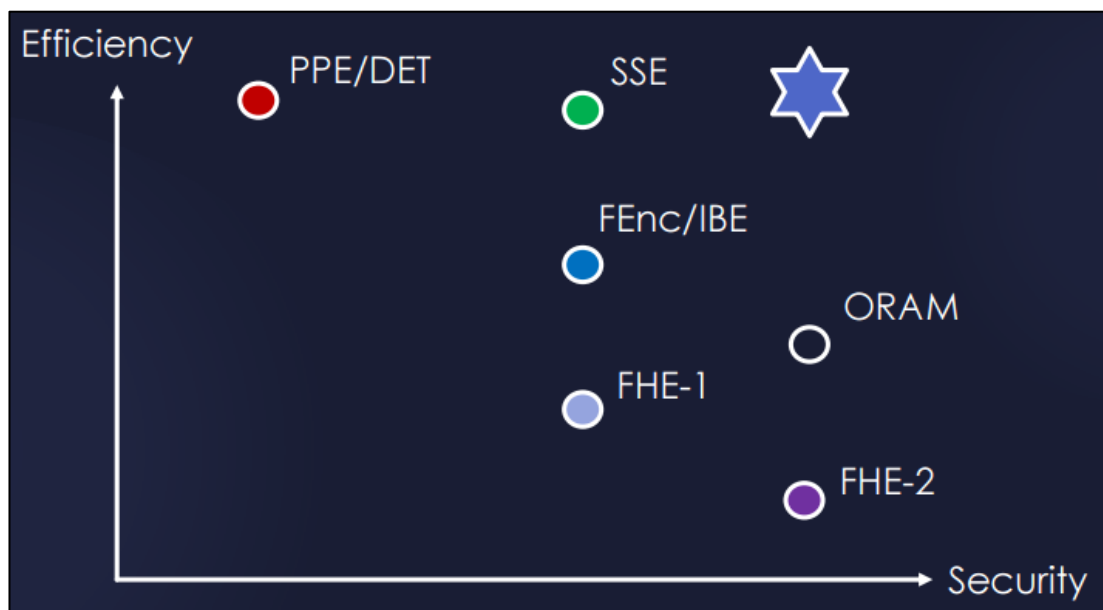 Efficiency
PPE/DET
SSE
FEnc/IBE
ORAM
FHE-1
FHE-2
Security